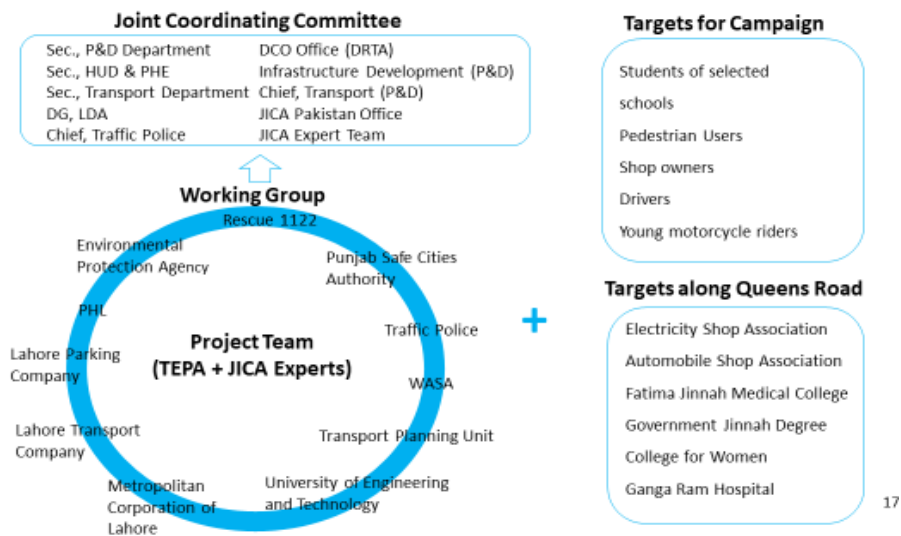 Joint Coordinating Committee
Sec., P&D Department
Sec., HUD & PHE
Sec., Transport Department
DG, LDA
Chief, Traffic Police
DCO Office (DRTA)
Infrastructure Development (P&D)
Chief, Transport (P&D)
JICA Pakistan Office
JICA Expert Team
Working Group
Rescue 1122
Environmental
Protection Agency
Punjab Safe Cities
Authority
PHL
Traffic Police
Lahore Parking
Company
WASA
Project Team
(TEPA + JICA Experts)
Lahore Transport
Company
Transport Planning Unit
Metropolitan
Corporation of
Lahore
University of Engineering
and Technology
+
Targets for Campaign
Students of selected
schools
Pedestrian Users
Shop owners
Drivers
Young motorcycle riders
Targets along Queens Road
Electricity Shop Association
Automobile Shop Association
Fatima Jinnah Medical College
Government Jinnah Degree
College for Women
Ganga Ram Hospital
17